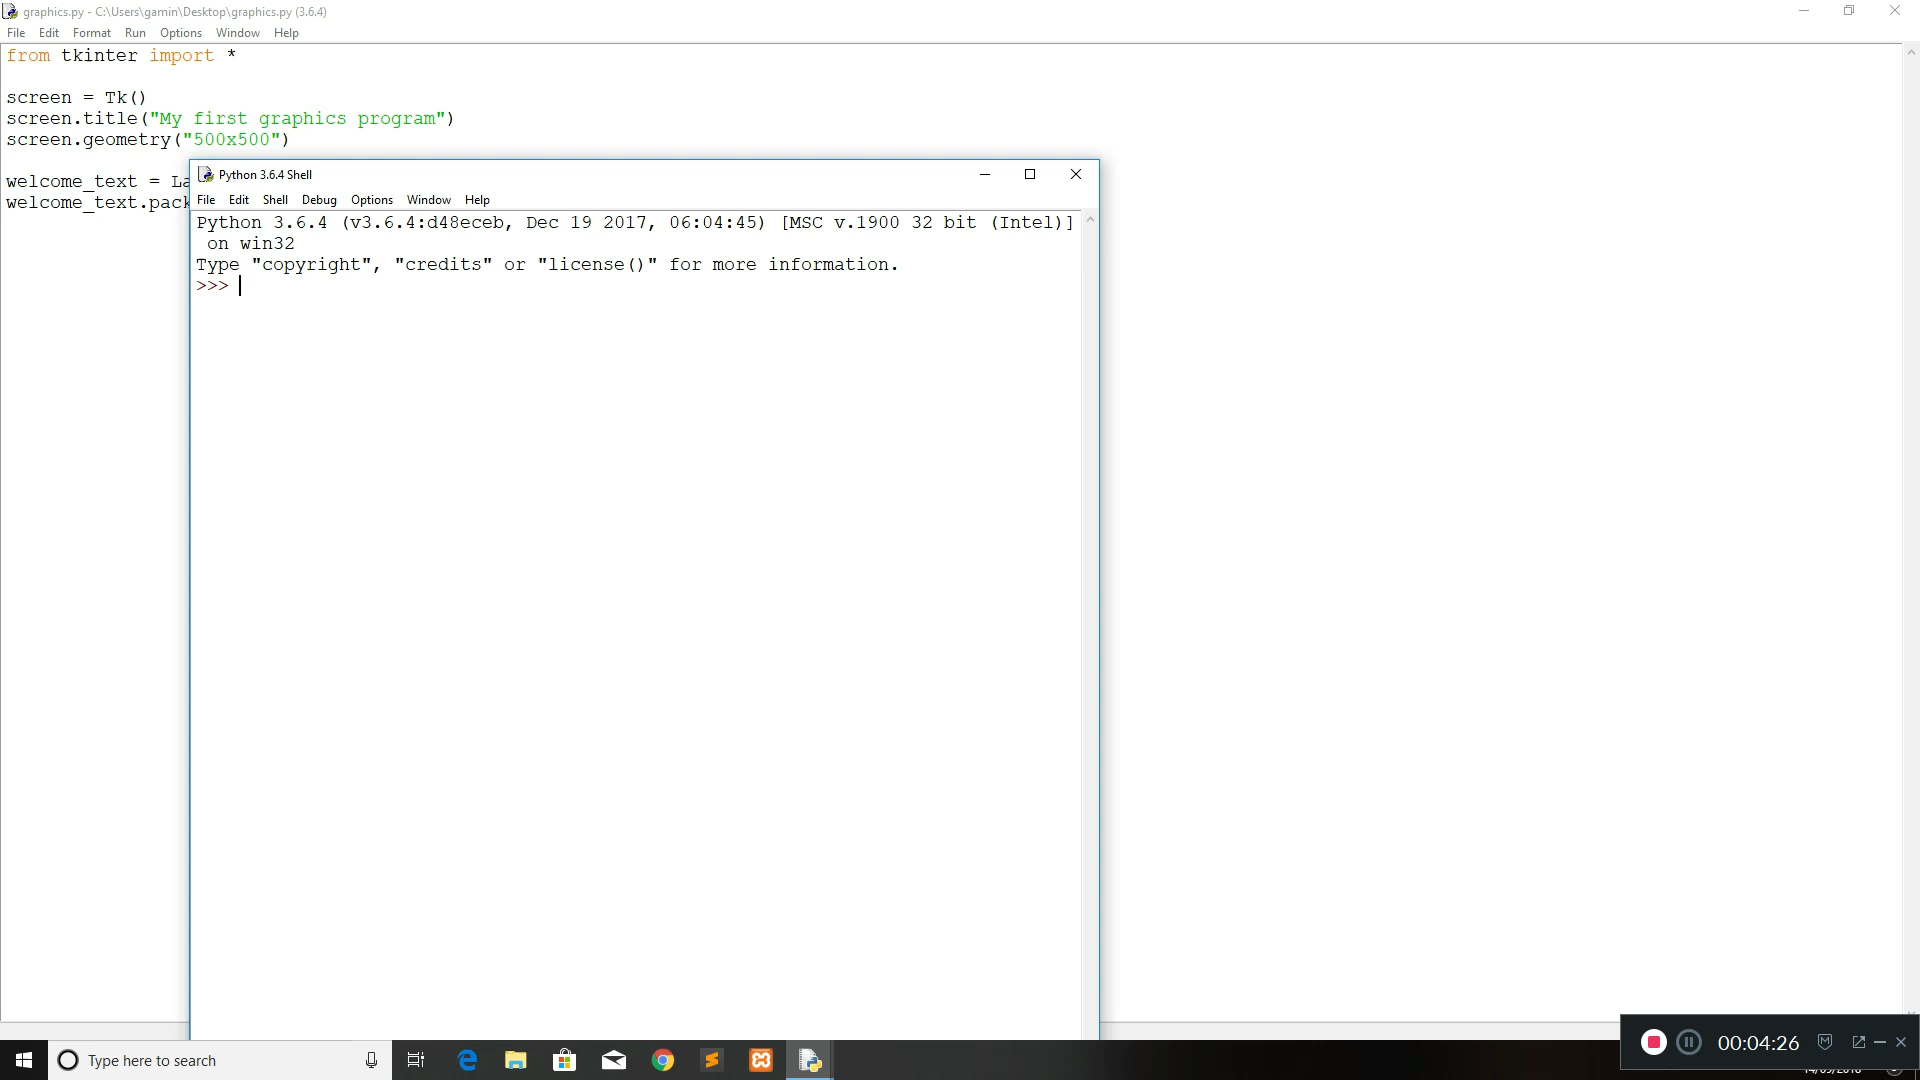 graphics.py - C:\Users\gamin\Desktop\graphics.py (3.6.4)
File Edit Format Run Options Window Help
from tkinter import *
screen = Tk()
screen.title("My first graphics program")
screen.geometry("500x500")
welcome_text = La
welcome_text.pack
Python 3.6.4 Shell
File Edit Shell Debug Options Window Help
Python 3.6.4 (v3.6.4:d48eceb, Dec 19 2017, 06:04:45) [MSC v.1900 32 bit (Intel)]
on win32
Type "copyright", "credits" or "license()" for more information.
>>>
Type here to search
00:04:26